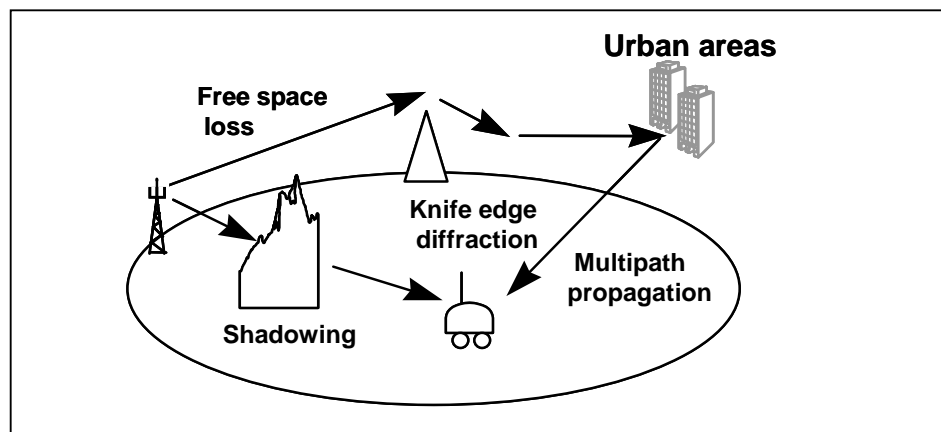 Urban areas
Free space
loss
Knife edge
diffraction
Multipath
propagation
Shadowing